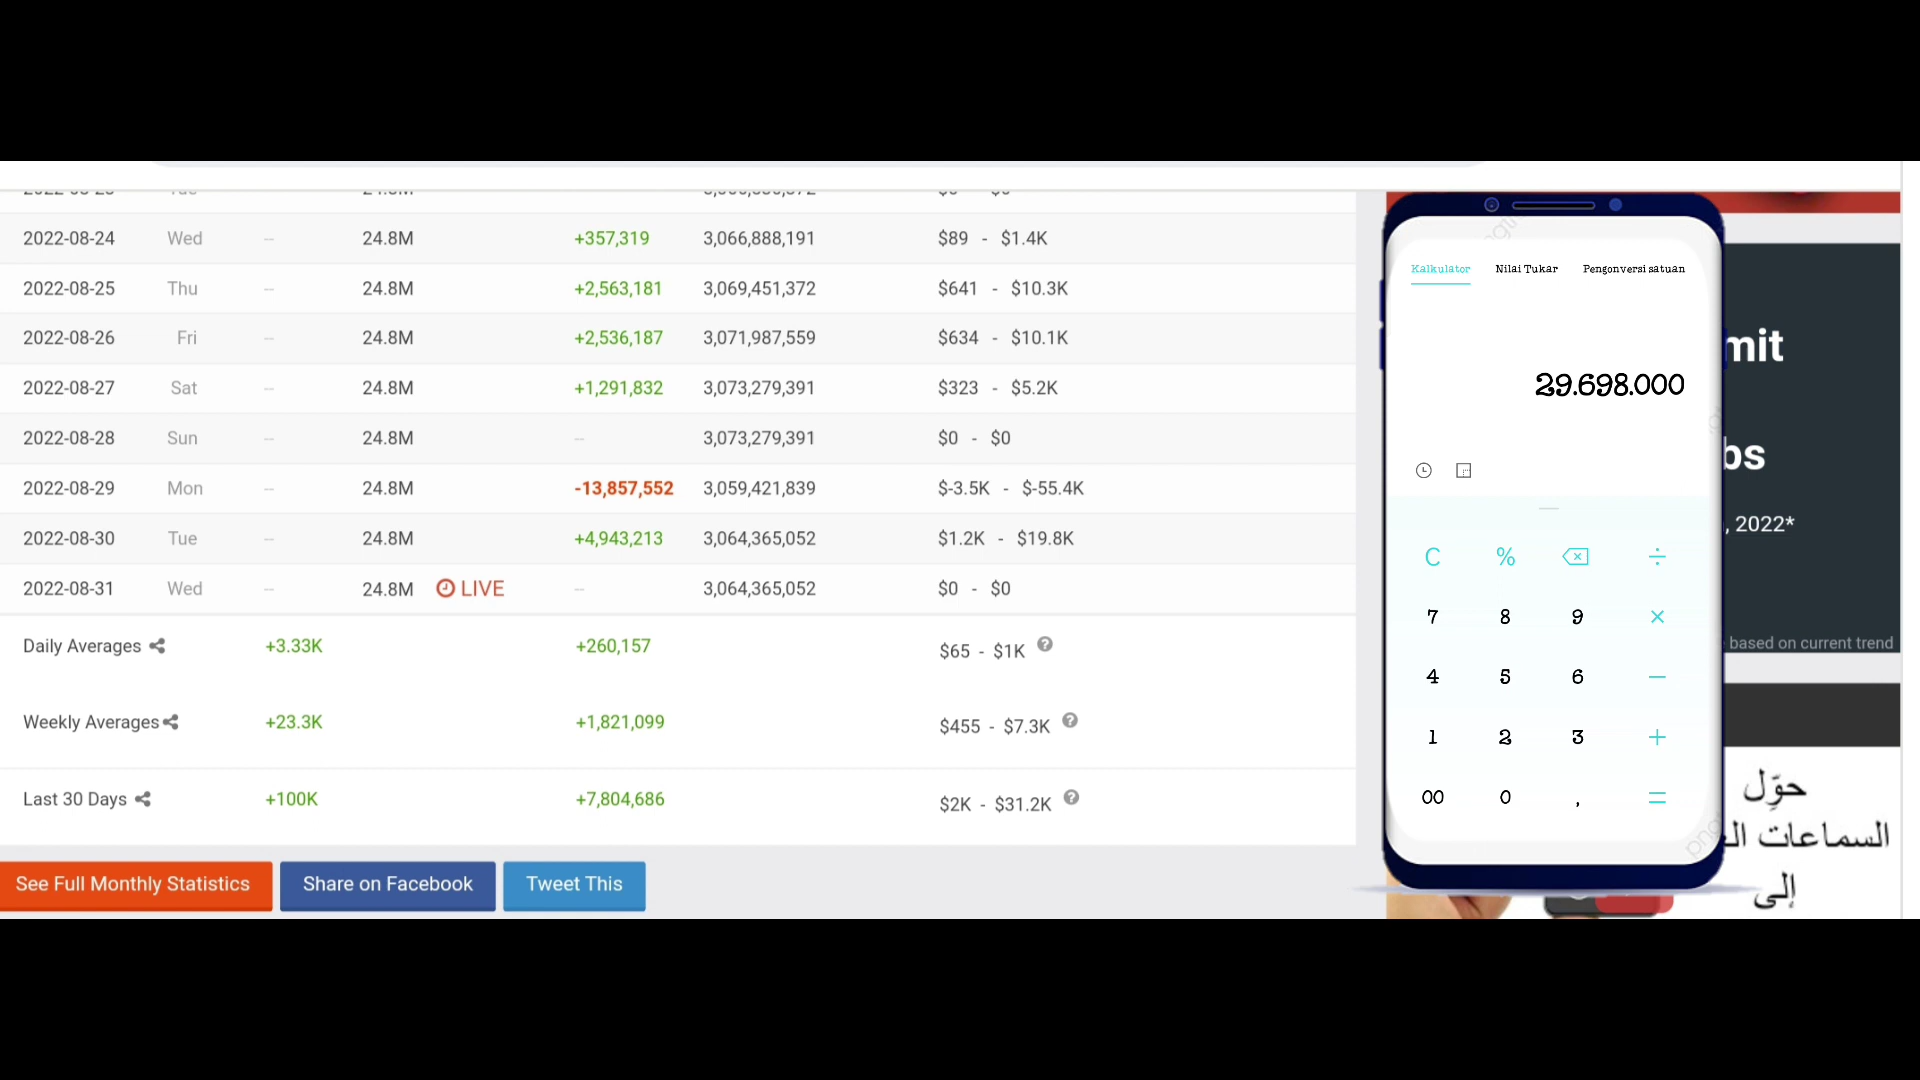 2022-08-24 Wed -- 24.8M +357,319 3,066,888,191 $89 - $1.4K
2022-08-25 Thu -- 24.8M +2,563,181 3,069,451,372 $641 - $10.3K
2022-08-26 Fri -- 24.8M +2,536,187 3,071,987,559 $634 - $10.1K
2022-08-27 Sat -- 24.8M +1,291,832 3,073,279,391 $323 - $5.2K
2022-08-28 Sun -- 24.8M -- 3,073,279,391 $0 - $0
2022-08-29 Mon -- 24.8M -13,857,552 3,059,421,839 $-3.5K - $-55.4K
2022-08-30 Tue -- 24.8M +4,943,213 3,064,365,052 $1.2K - $19.8K
2022-08-31 Wed -- 24.8M LIVE -- 3,064,365,052 $0 - $0
Daily Averages +3.33K +260,157 $65 - $1K
Weekly Averages +23.3K +1,821,099 $455 - $7.3K
Last 30 Days +100K +7,804,686 $2K - $31.2K
See Full Monthly Statistics Share on Facebook Tweet This
Kalkulator Nilai Tukar Pengonversi satuan
29.698.000
C % ÷
7 8 9 ×
4 5 6 −
1 2 3 +
00 0 , =
mit
bs
, 2022*
based on current trend
حوِّل
السماعات
إلى